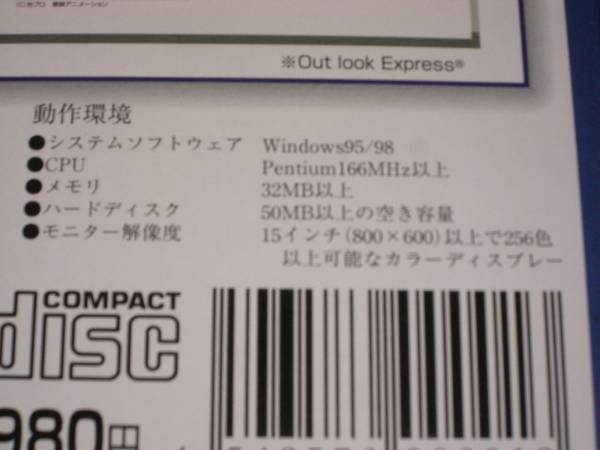 ※Out look Express®
動作環境
●システムソフトウェア Windows95/98
●CPU Pentium166MHz以上
●メモリ 32MB以上
●ハードディスク 50MB以上の空き容量
●モニター解像度 15インチ(800×600)以上で256色
以上可能なカラーディスプレー
COMPACT
disc
980円